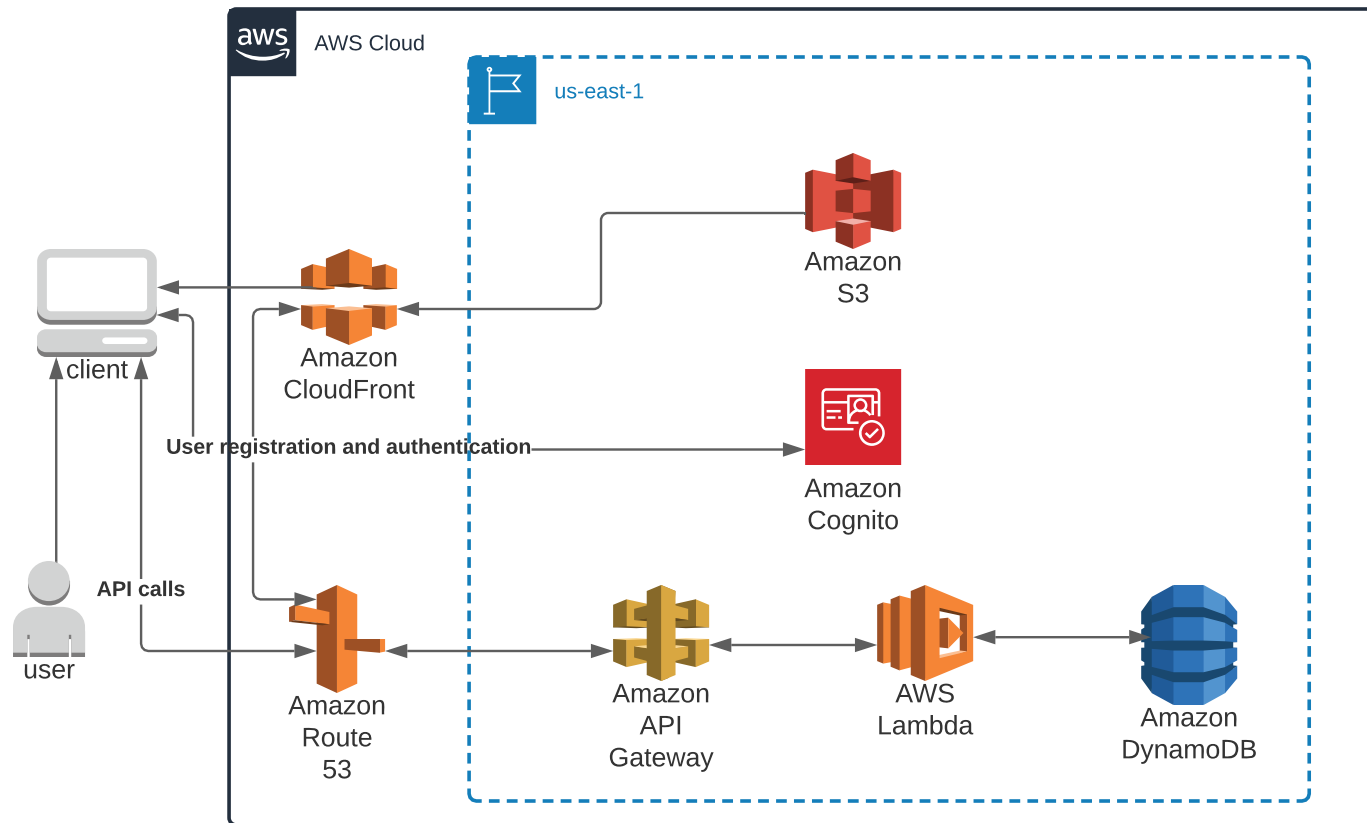 aws
AWS Cloud
us-east-1
Amazon
S3
client
Amazon
CloudFront
User registration and authentication
Amazon
Cognito
API calls
user
Amazon
Route
53
Amazon
API
Gateway
AWS
Lambda
Amazon
DynamoDB